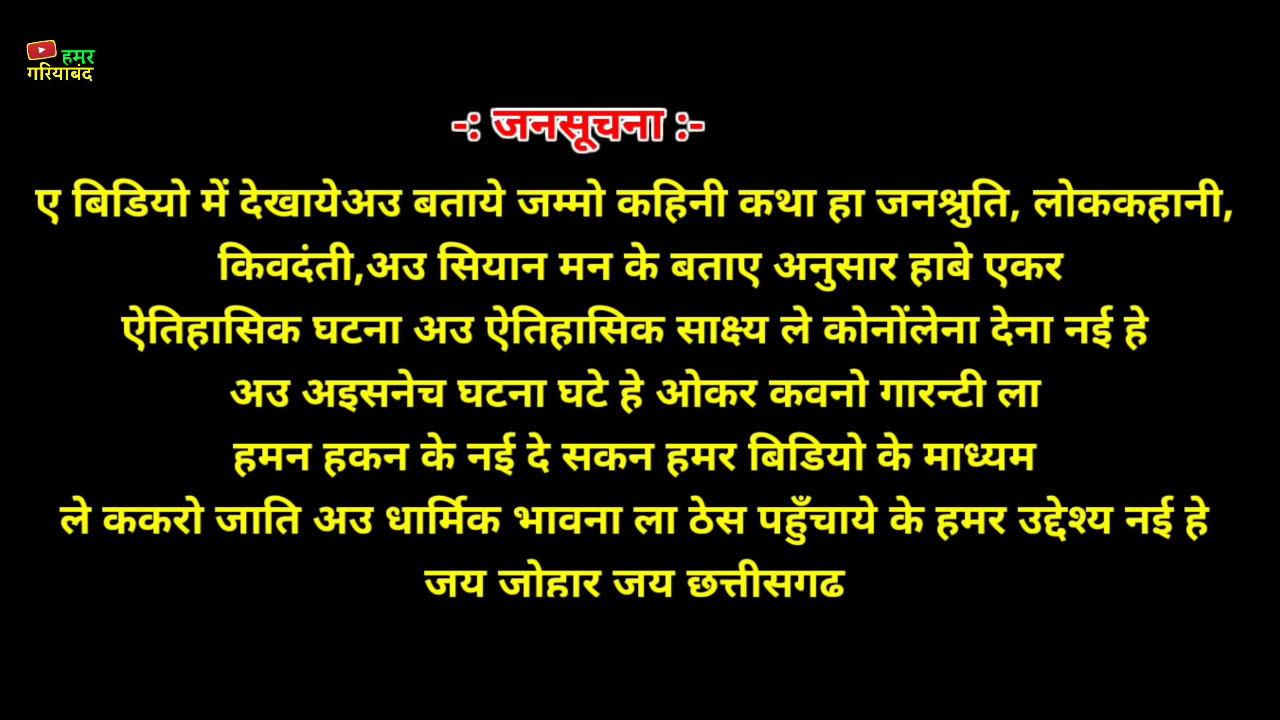 हमर
गरियाबंद
-: जनसूचना :-
ए बिडियो में देखायेअउ बताये जम्मो कहिनी कथा हा जनश्रुति, लोककहानी,
किवदंती,अउ सियान मन के बताए अनुसार हाबे एकर
ऐतिहासिक घटना अउ ऐतिहासिक साक्ष्य ले कोनोंलेना देना नई हे
अउ अइसनेच घटना घटे हे ओकर कवनो गारन्टी ला
हमन हकन के नई दे सकन हमर बिडियो के माध्यम
ले ककरो जाति अउ धार्मिक भावना ला ठेस पहुँचाये के हमर उद्देश्य नई हे
जय जोहार जय छत्तीसगढ